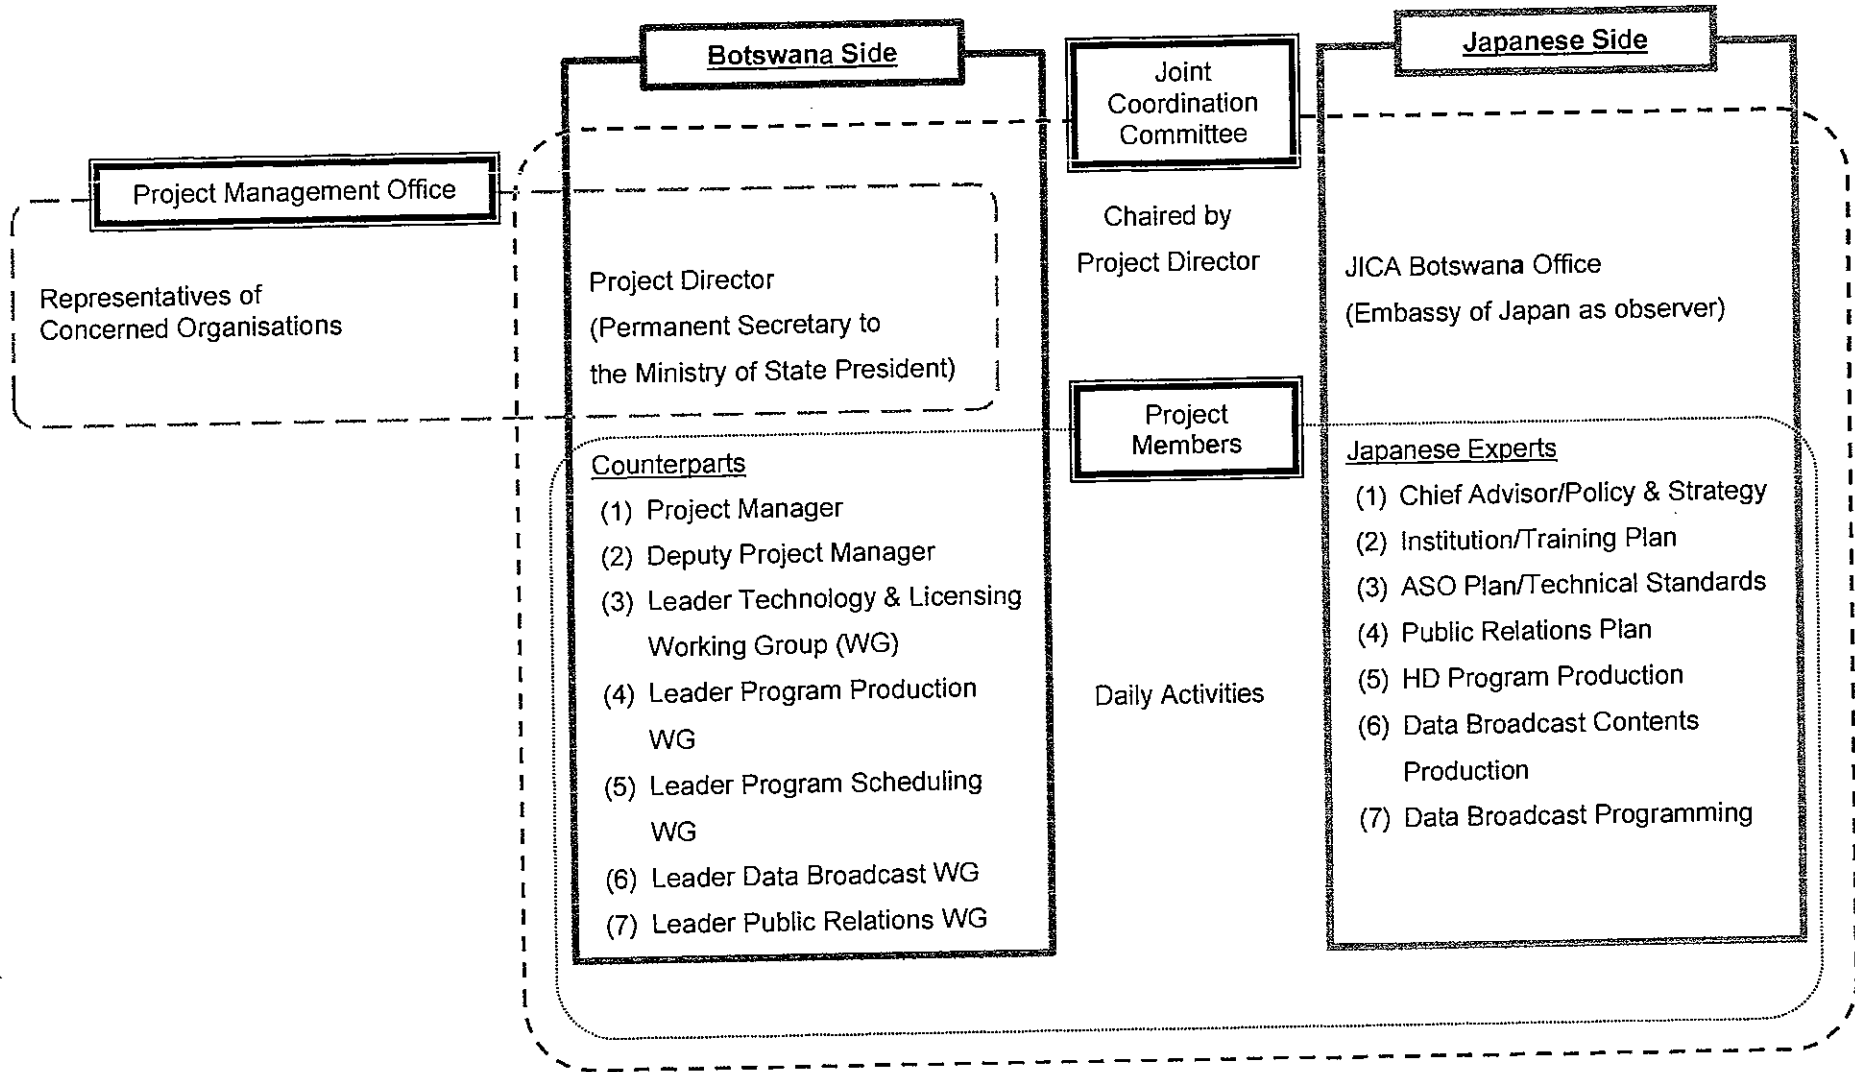 Botswana Side
Joint
Coordination
Committee
Japanese Side
Project Management Office
Chaired by
Project Director
Representatives of
Concerned Organisations
Project Director
(Permanent Secretary to
the Ministry of State President)
JICA Botswana Office
(Embassy of Japan as observer)
Project
Members
Counterparts
(1) Project Manager
(2) Deputy Project Manager
(3) Leader Technology & Licensing
Working Group (WG)
(4) Leader Program Production
WG
(5) Leader Program Scheduling
WG
(6) Leader Data Broadcast WG
(7) Leader Public Relations WG
Daily Activities
Japanese Experts
(1) Chief Advisor/Policy & Strategy
(2) Institution/Training Plan
(3) ASO Plan/Technical Standards
(4) Public Relations Plan
(5) HD Program Production
(6) Data Broadcast Contents
Production
(7) Data Broadcast Programming